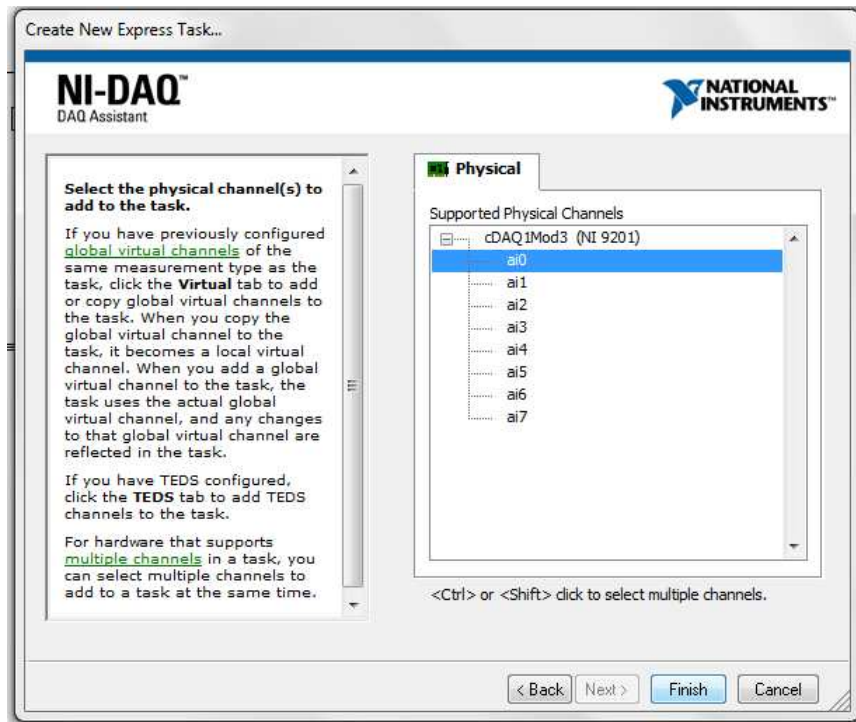 Create New Express Task...
NI-DAQ™
DAQ Assistant
NATIONAL
INSTRUMENTS™
Select the physical channel(s) to
add to the task.
If you have previously configured
global virtual channels of the
same measurement type as the
task, click the Virtual tab to add
or copy global virtual channels to
the task. When you copy the
global virtual channel to the
task, it becomes a local virtual
channel. When you add a global
virtual channel to the task, the
task uses the actual global
virtual channel, and any changes
to that global virtual channel are
reflected in the task.
If you have TEDS configured,
click the TEDS tab to add TEDS
channels to the task.
For hardware that supports
multiple channels in a task, you
can select multiple channels to
add to a task at the same time.
Physical
Supported Physical Channels
cDAQ1Mod3 (NI 9201)
ai0
ai1
ai2
ai3
ai4
ai5
ai6
ai7
<Ctrl> or <Shift> click to select multiple channels.
< Back Next > Finish Cancel